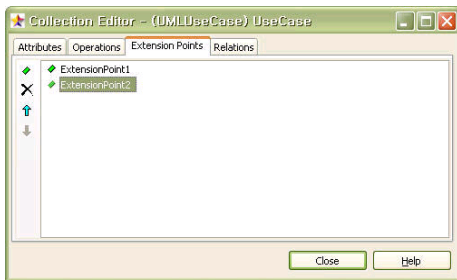 Collection Editor - (UMLUseCase) UseCase
Attributes Operations Extension Points Relations
ExtensionPoint1
ExtensionPoint2
Close Help